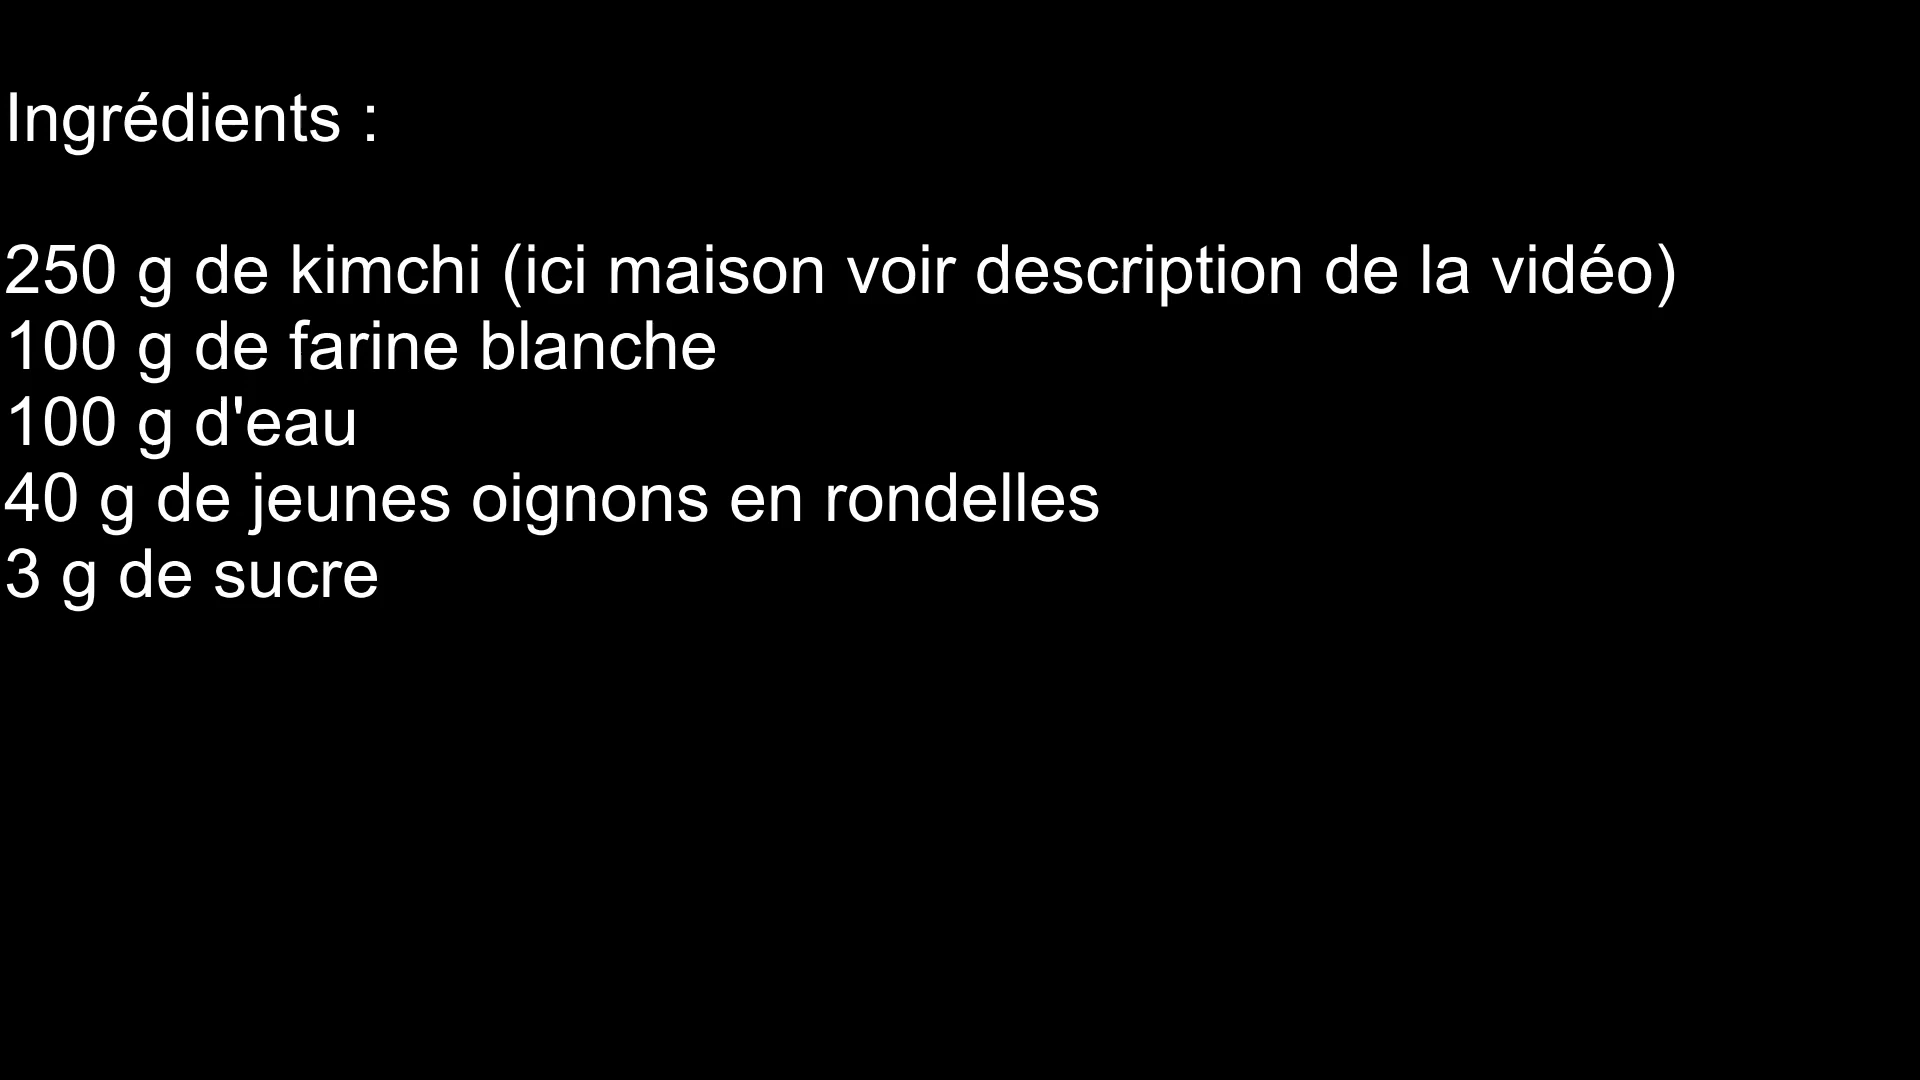 Ingrédients :
250 g de kimchi (ici maison voir description de la vidéo)
100 g de farine blanche
100 g d'eau
40 g de jeunes oignons en rondelles
3 g de sucre